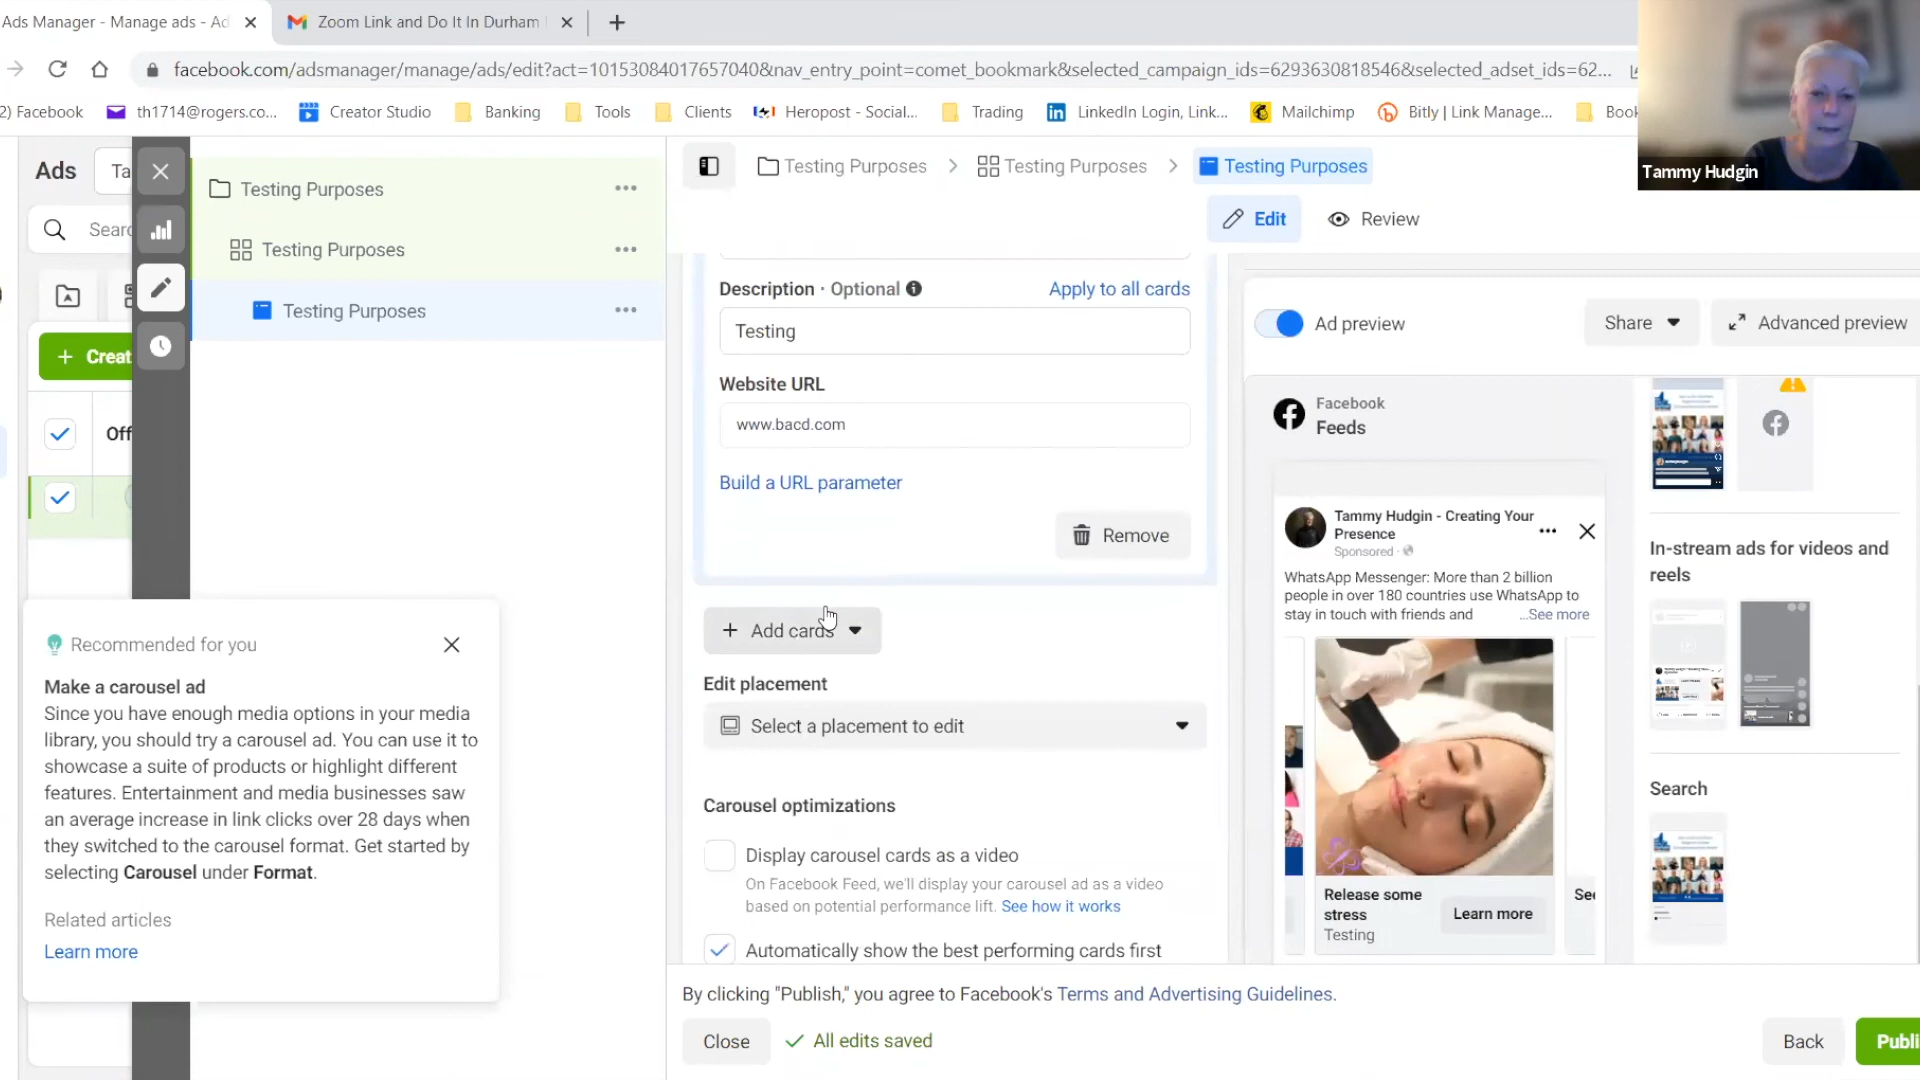 Ads Manager - Manage ads - Ad
Zoom Link and Do It In Durham
facebook.com/adsmanager/manage/ads/edit?act=10153084017657040&nav_entry_point=comet_bookmark&selected_campaign_ids=6293630818546&selected_adset_ids=62...
2) Facebook
th1714@rogers.co...
Creator Studio
Banking
Tools
Clients
Heropost - Social...
Trading
LinkedIn Login, Link...
Mailchimp
Bitly | Link Manage...
Book
Tammy Hudgin
Ads
Ta
Searc
+ Creat
Off
Testing Purposes
Testing Purposes
Testing Purposes
Testing Purposes > Testing Purposes > Testing Purposes
Edit
Review
Description · Optional
Apply to all cards
Testing
Website URL
www.bacd.com
Build a URL parameter
Remove
+ Add cards
Edit placement
Select a placement to edit
Carousel optimizations
Display carousel cards as a video
On Facebook Feed, we'll display your carousel ad as a video
based on potential performance lift. See how it works
Automatically show the best performing cards first
By clicking "Publish," you agree to Facebook's Terms and Advertising Guidelines.
Close
All edits saved
Back
Publi
Recommended for you
Make a carousel ad
Since you have enough media options in your media
library, you should try a carousel ad. You can use it to
showcase a suite of products or highlight different
features. Entertainment and media businesses saw
an average increase in link clicks over 28 days when
they switched to the carousel format. Get started by
selecting Carousel under Format.
Related articles
Learn more
Ad preview
Share
Advanced preview
Facebook
Feeds
Tammy Hudgin - Creating Your
Presence
Sponsored ·
WhatsApp Messenger: More than 2 billion
people in over 180 countries use WhatsApp to
stay in touch with friends and ...See more
Release some
stress
Testing
Learn more
See
In-stream ads for videos and
reels
Search